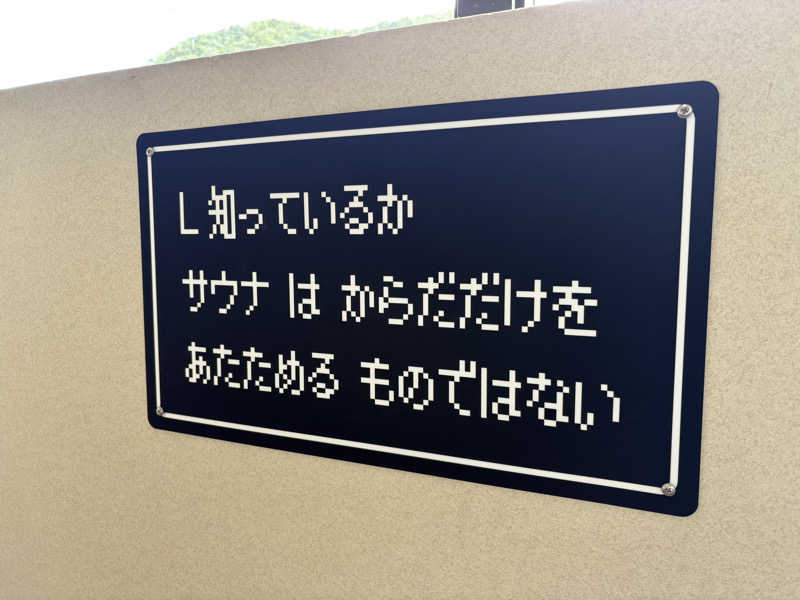 L 知っているか
サウナ は からだだけを
あたためる ものではない